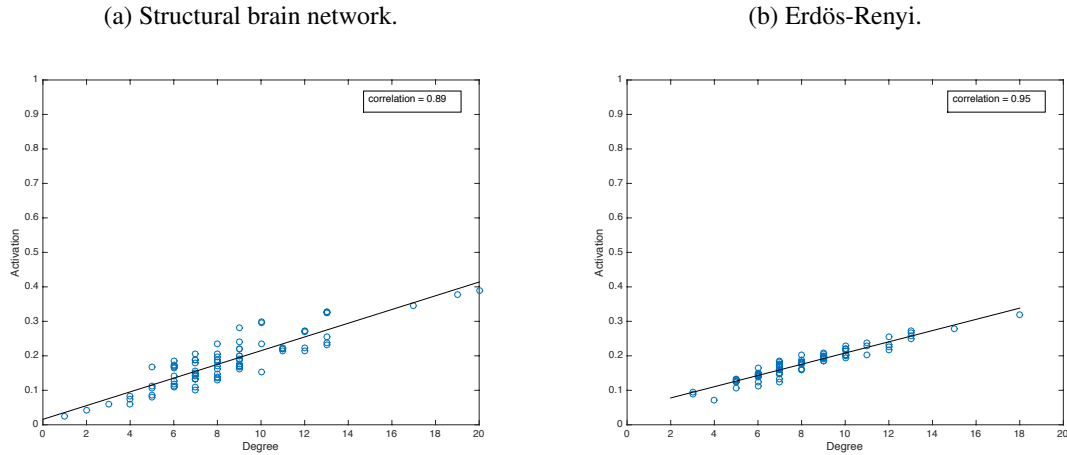 (a) Structural brain network.
(b) Erdös-Renyi.
1
0.9
0.8
0.7
0.6
0.5
0.4
0.3
0.2
0.1
0
Activation
correlation = 0.89
0 2 4 6 8 10 12 14 16 18 20
Degree
1
0.9
0.8
0.7
0.6
0.5
0.4
0.3
0.2
0.1
0
Activation
correlation = 0.95
0 2 4 6 8 10 12 14 16 18 20
Degree